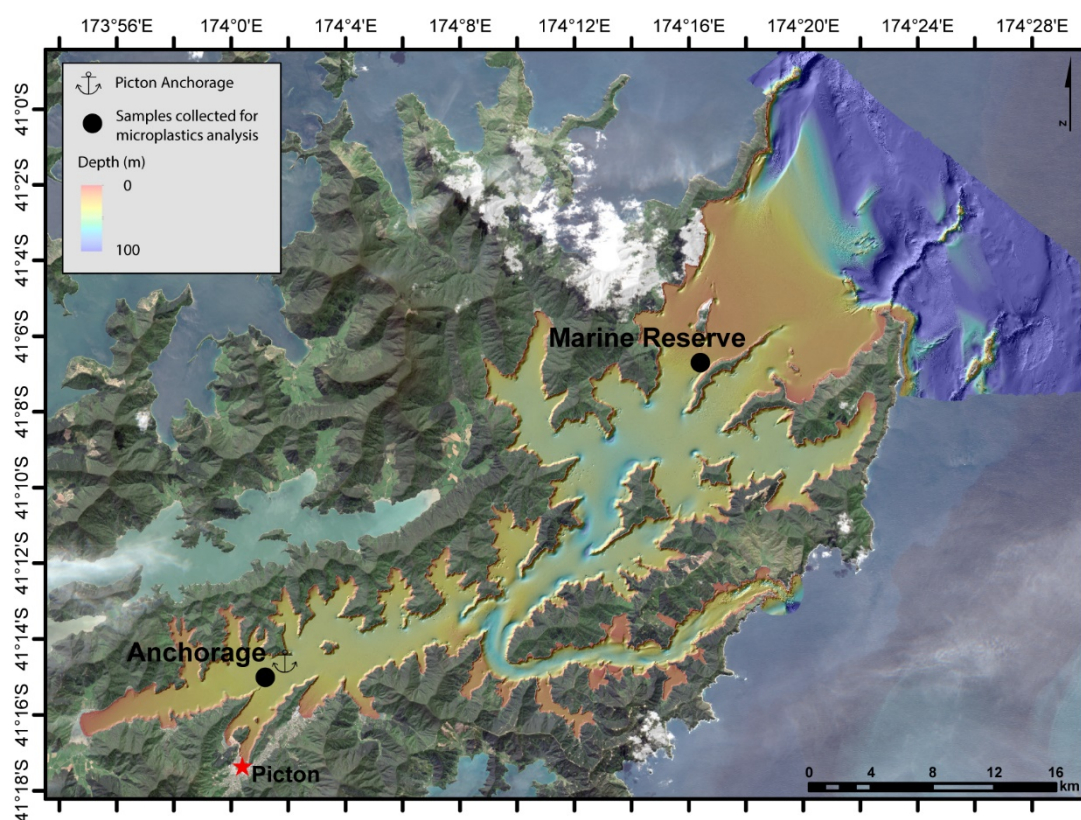 173°56'E 174°0'E 174°4'E 174°8'E 174°12'E 174°16'E 174°20'E 174°24'E 174°28'E
Picton Anchorage
Samples collected for
microplastics analysis
Depth (m)
0
100
z
41°0'S
41°2'S
41°4'S
41°6'S
41°8'S
41°10'S
41°12'S
41°14'S
41°16'S
41°18'S
Marine Reserve
Anchorage
Picton
0 4 8 12 16
km